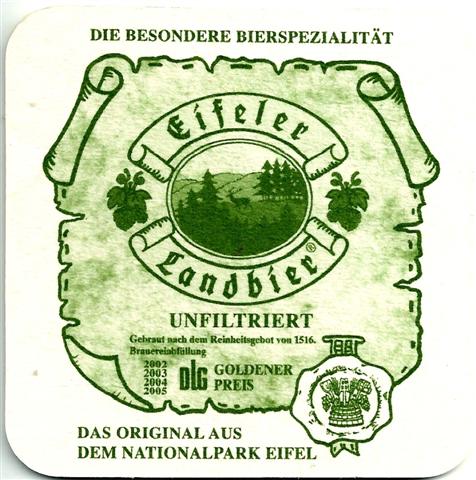 DIE BESONDERE BIERSPEZIALITÄT
Eifeler
Landbier®
UNFILTRIERT
Gebraut nach dem Reinheitsgebot von 1516.
Brauereiabfüllung
2002
2003
2004
2005
DLG
GOLDENER
PREIS
DAS ORIGINAL AUS
DEM NATIONALPARK EIFEL